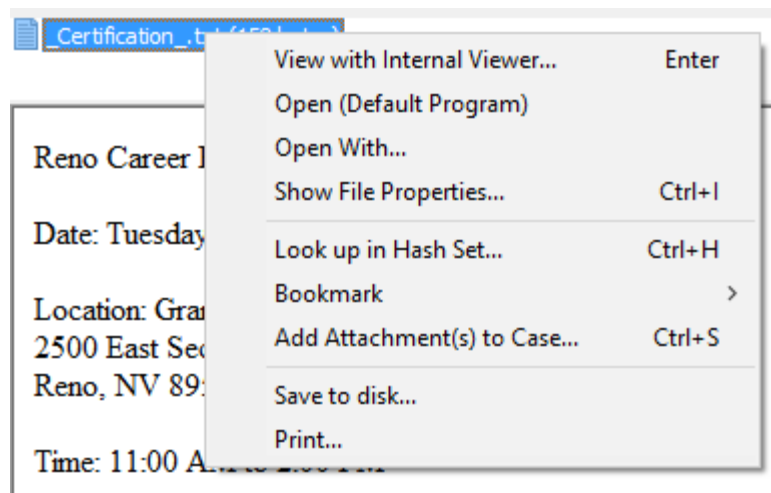 _Certification_.t
View with Internal Viewer... Enter
Open (Default Program)
Open With...
Show File Properties... Ctrl+I
Look up in Hash Set... Ctrl+H
Bookmark >
Add Attachment(s) to Case... Ctrl+S
Save to disk...
Print...
Reno Career
Date: Tuesday
Location: Gra
2500 East Sec
Reno, NV 89
Time: 11:00 A